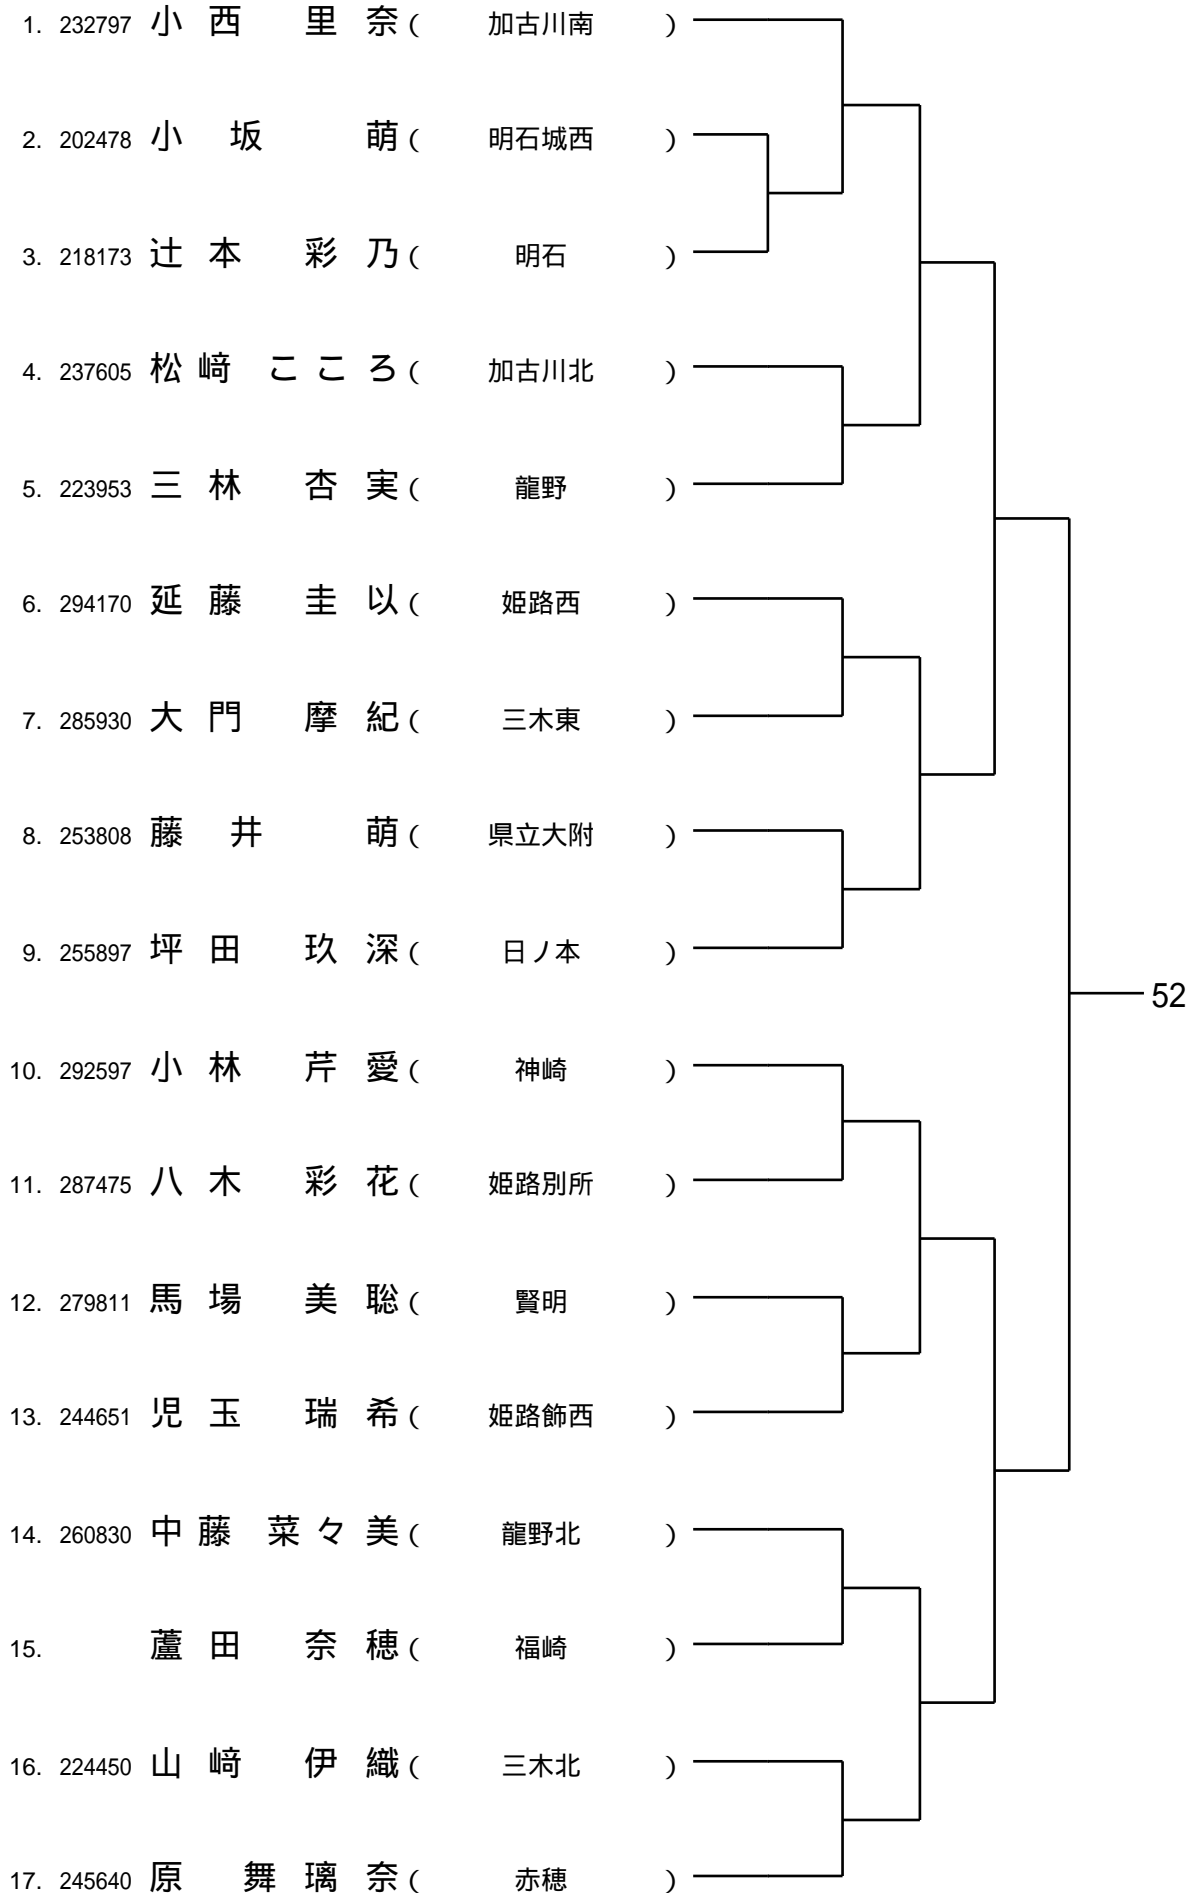 1. 232797 小西 里奈 ( 加古川南 )
2. 202478 小坂 萌 ( 明石城西 )
3. 218173 辻本 彩乃 ( 明石 )
4. 237605 松﨑 こころ ( 加古川北 )
5. 223953 三林 杏実 ( 龍野 )
6. 294170 延藤 圭以 ( 姫路西 )
7. 285930 大門 摩紀 ( 三木東 )
8. 253808 藤井 萌 ( 県立大附 )
9. 255897 坪田 玖深 ( 日ノ本 )
52
10. 292597 小林 芹愛 ( 神崎 )
11. 287475 八木 彩花 ( 姫路別所 )
12. 279811 馬場 美聡 ( 賢明 )
13. 244651 児玉 瑞希 ( 姫路飾西 )
14. 260830 中藤 菜々美 ( 龍野北 )
15. 蘆田 奈穂 ( 福崎 )
16. 224450 山﨑 伊織 ( 三木北 )
17. 245640 原 舞璃奈 ( 赤穂 )